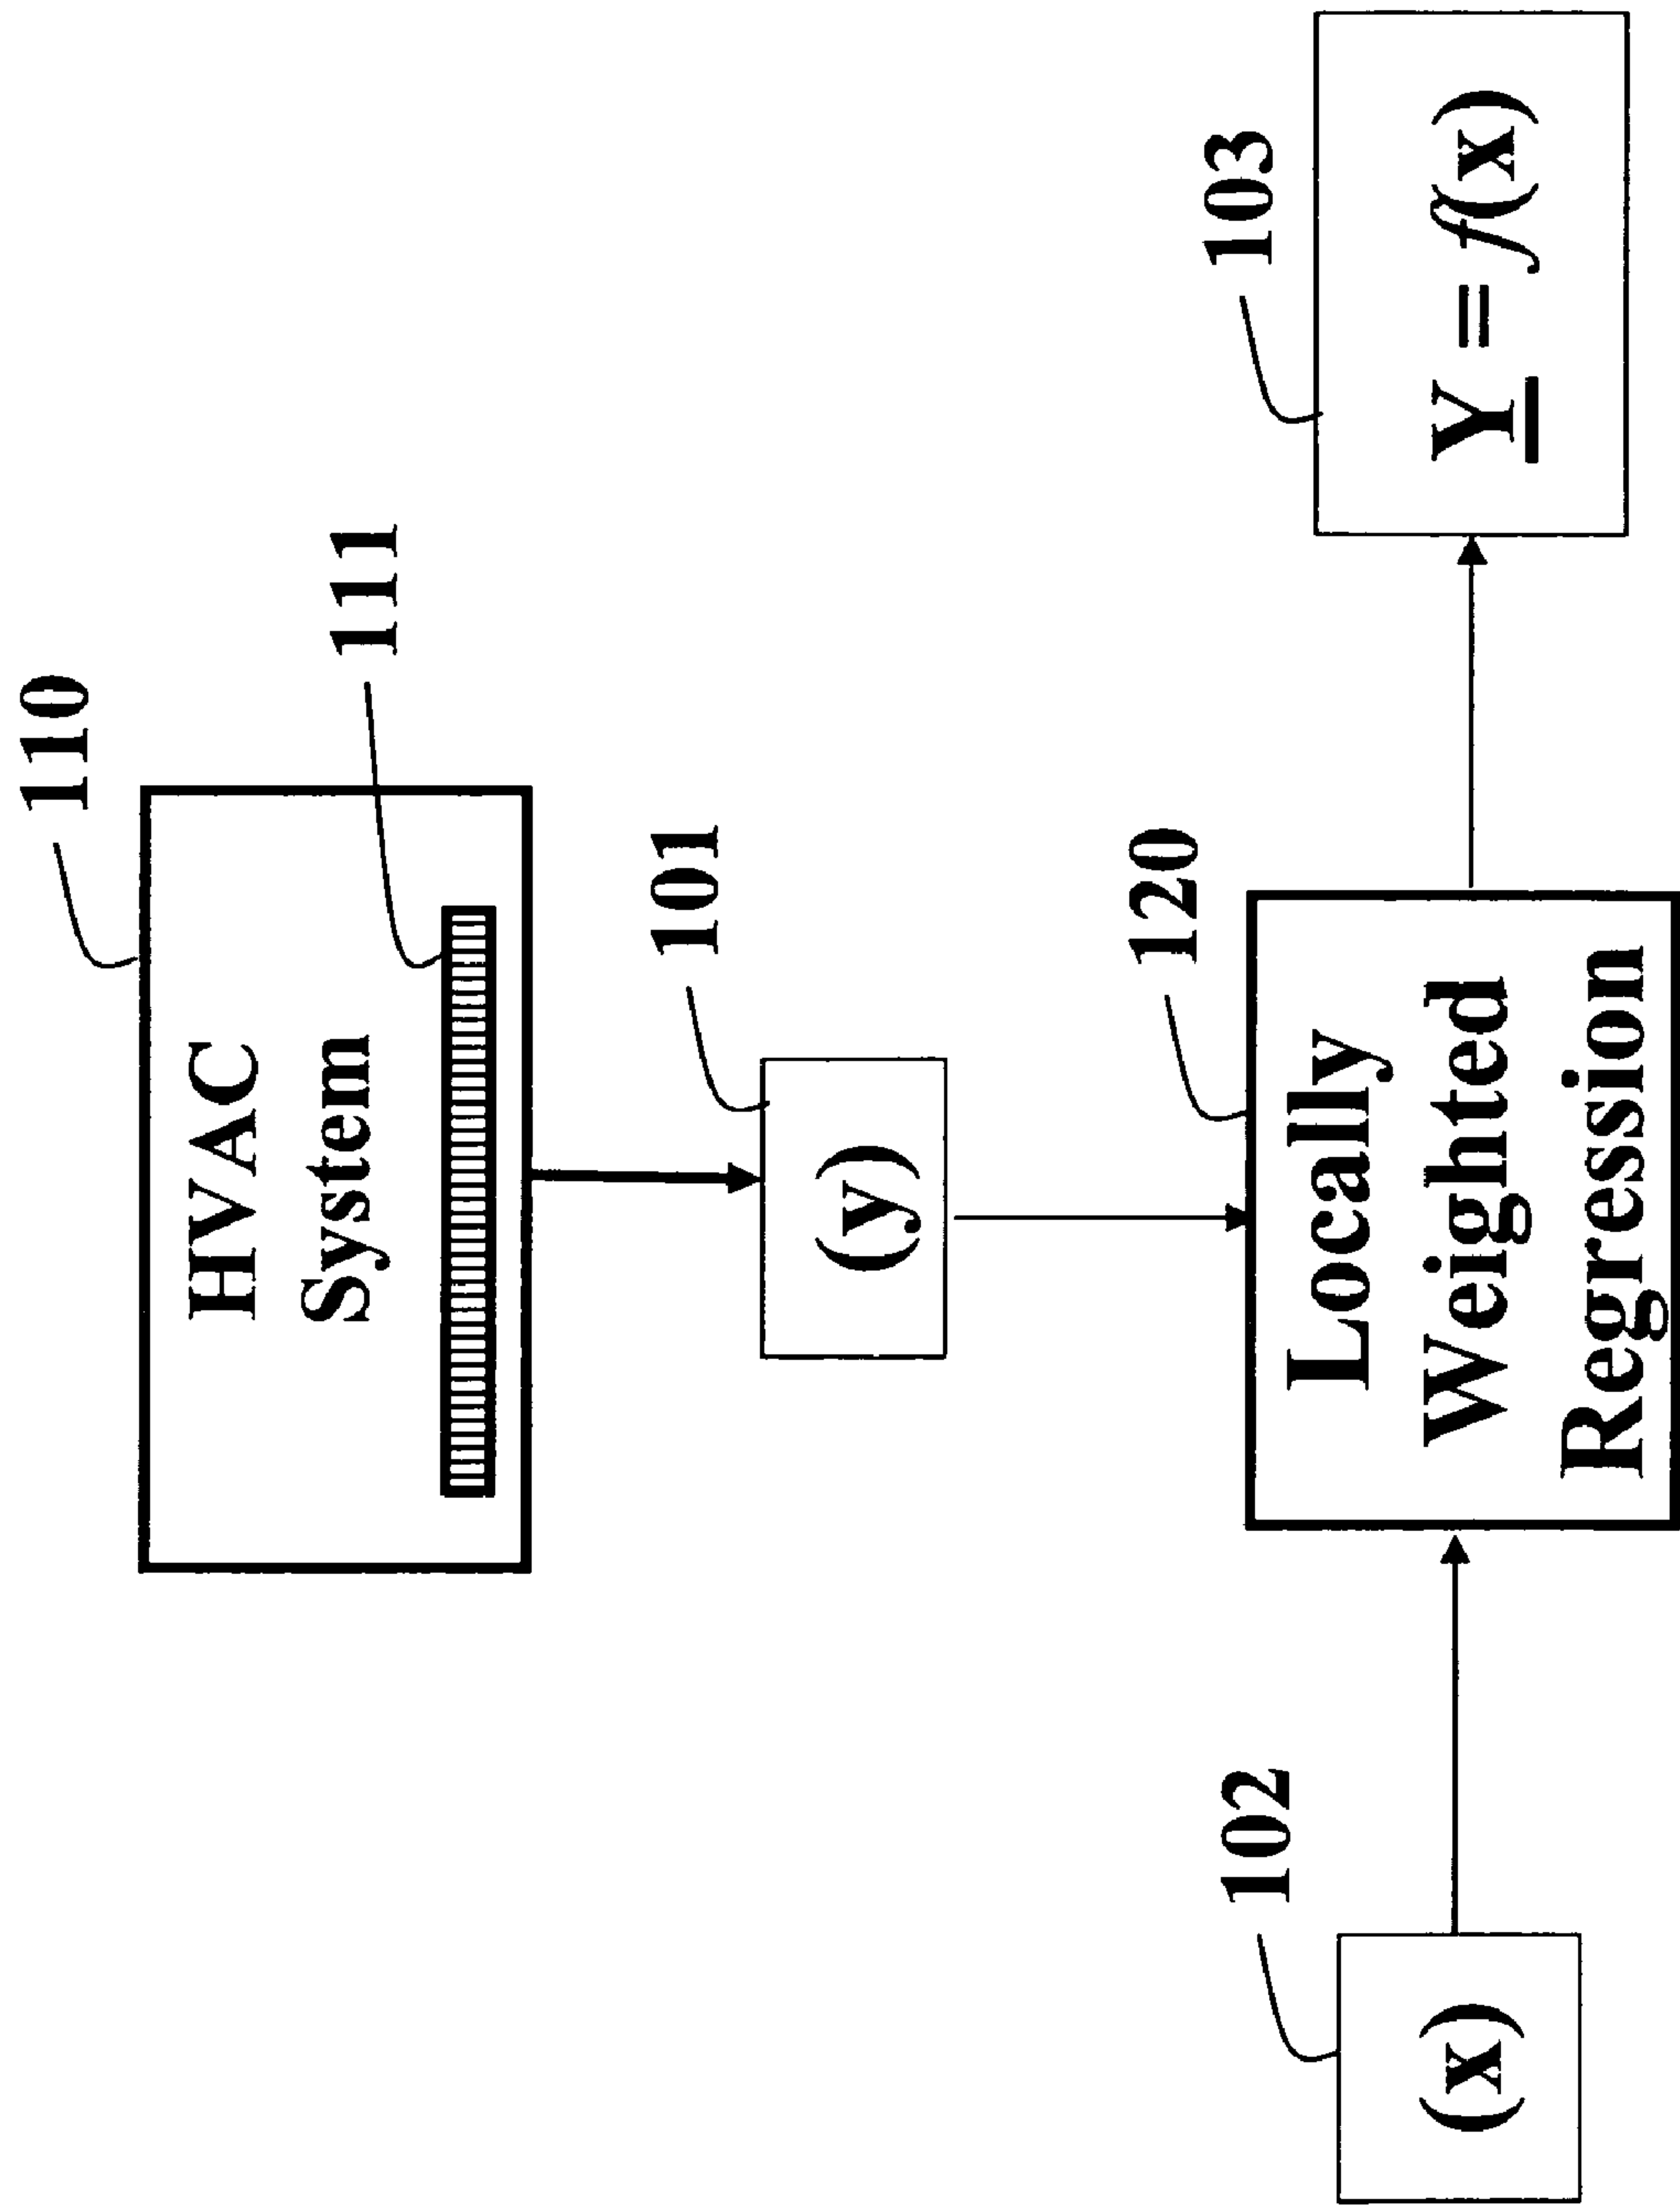 110
HVAC
System
111
101
(y)
120
Locally
Weighted
Regression
102
(x)
103
Y = f(x)